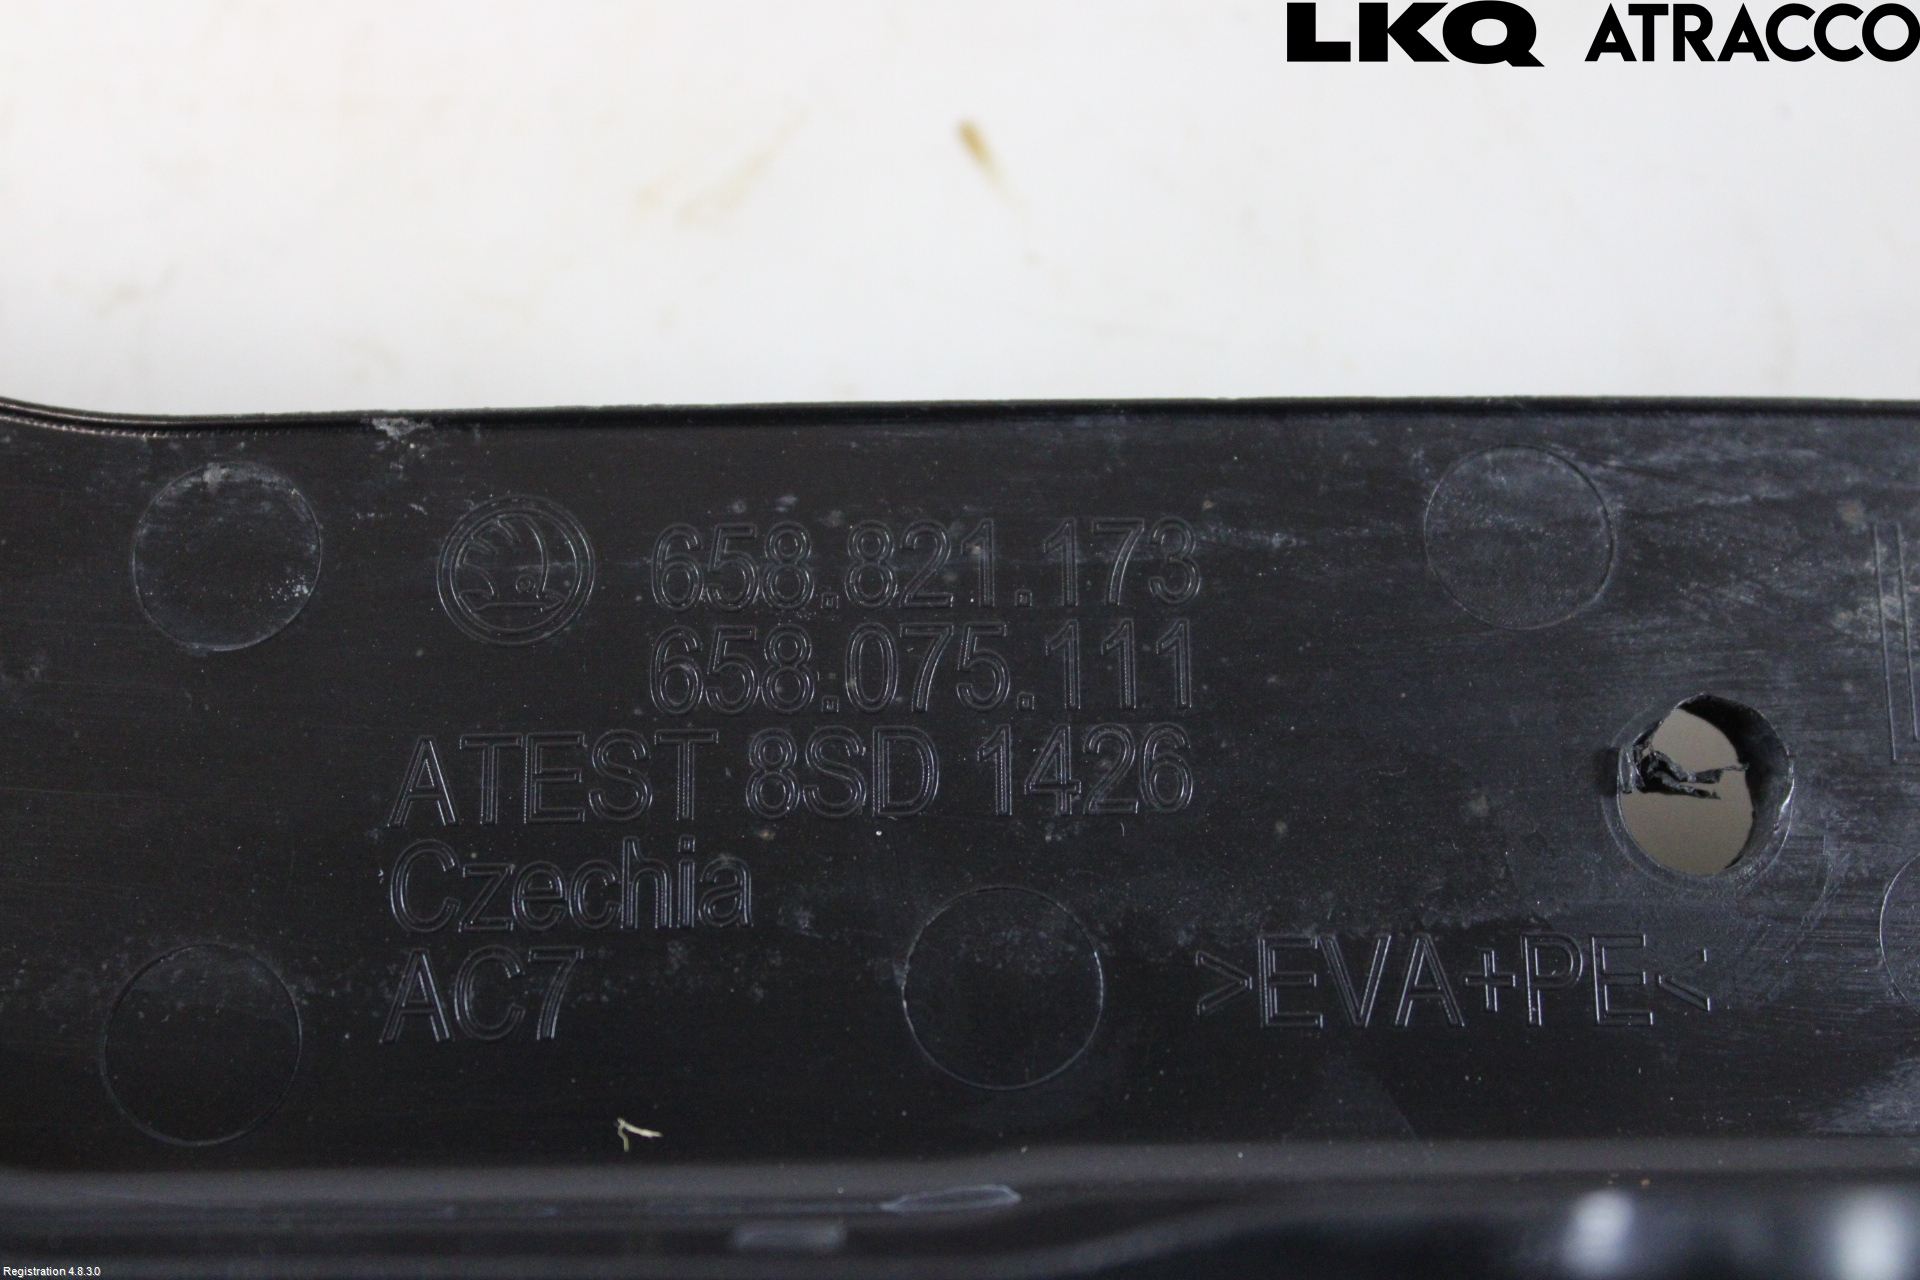 LKQ ATRACCO
658.821.173
658.075.111
ATEST 8SD 1426
Czechia
AC7
>EVA+PE<
Registration 4.8.3.0